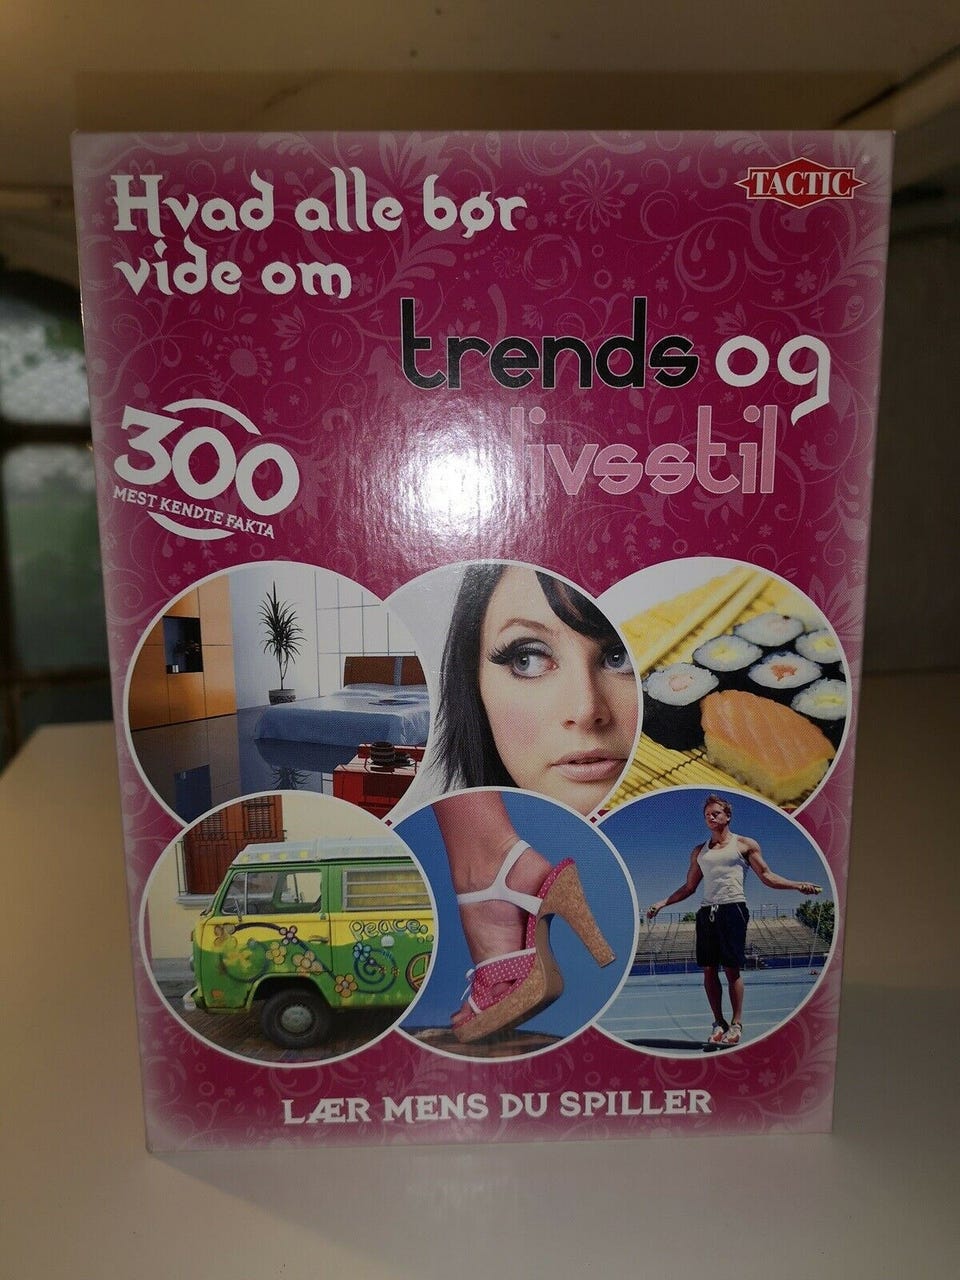 Hvad alle bør
vide om
TACTIC
trends og
livsstil
300
MEST KENDTE FAKTA
Peace.
LÆR MENS DU SPILLER